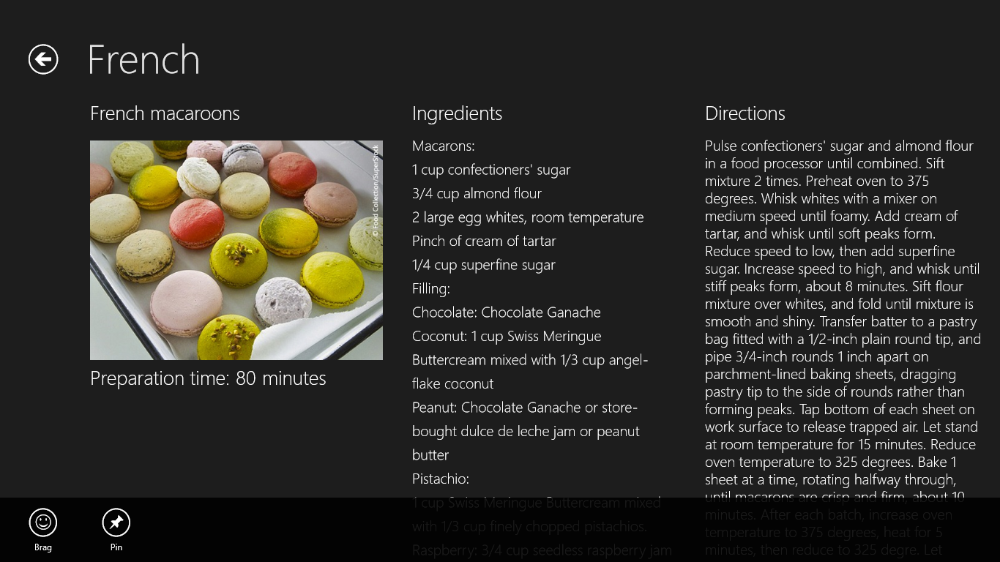 French
French macaroons
© Food Collection/SuperStock
Preparation time: 80 minutes
Ingredients
Macarons:
1 cup confectioners' sugar
3/4 cup almond flour
2 large egg whites, room temperature
Pinch of cream of tartar
1/4 cup superfine sugar
Filling:
Chocolate: Chocolate Ganache
Coconut: 1 cup Swiss Meringue
Buttercream mixed with 1/3 cup angel-
flake coconut
Peanut: Chocolate Ganache or store-
bought dulce de leche jam or peanut
butter
Pistachio:
1 cup Swiss Meringue Buttercream mixed
with 1/3 cup finely chopped pistachios.
Raspberry: 3/4 cup seedless raspberry jam
Directions
Pulse confectioners' sugar and almond flour
in a food processor until combined. Sift
mixture 2 times. Preheat oven to 375
degrees. Whisk whites with a mixer on
medium speed until foamy. Add cream of
tartar, and whisk until soft peaks form.
Reduce speed to low, then add superfine
sugar. Increase speed to high, and whisk until
stiff peaks form, about 8 minutes. Sift flour
mixture over whites, and fold until mixture is
smooth and shiny. Transfer batter to a pastry
bag fitted with a 1/2-inch plain round tip, and
pipe 3/4-inch rounds 1 inch apart on
parchment-lined baking sheets, dragging
pastry tip to the side of rounds rather than
forming peaks. Tap bottom of each sheet on
work surface to release trapped air. Let stand
at room temperature for 15 minutes. Reduce
oven temperature to 325 degrees. Bake 1
sheet at a time, rotating halfway through,
until macarons are crisp and firm, about 10
minutes. After each batch, increase oven
temperature to 375 degrees, heat for 5
minutes, then reduce to 325 degre. Let
Brag
Pin